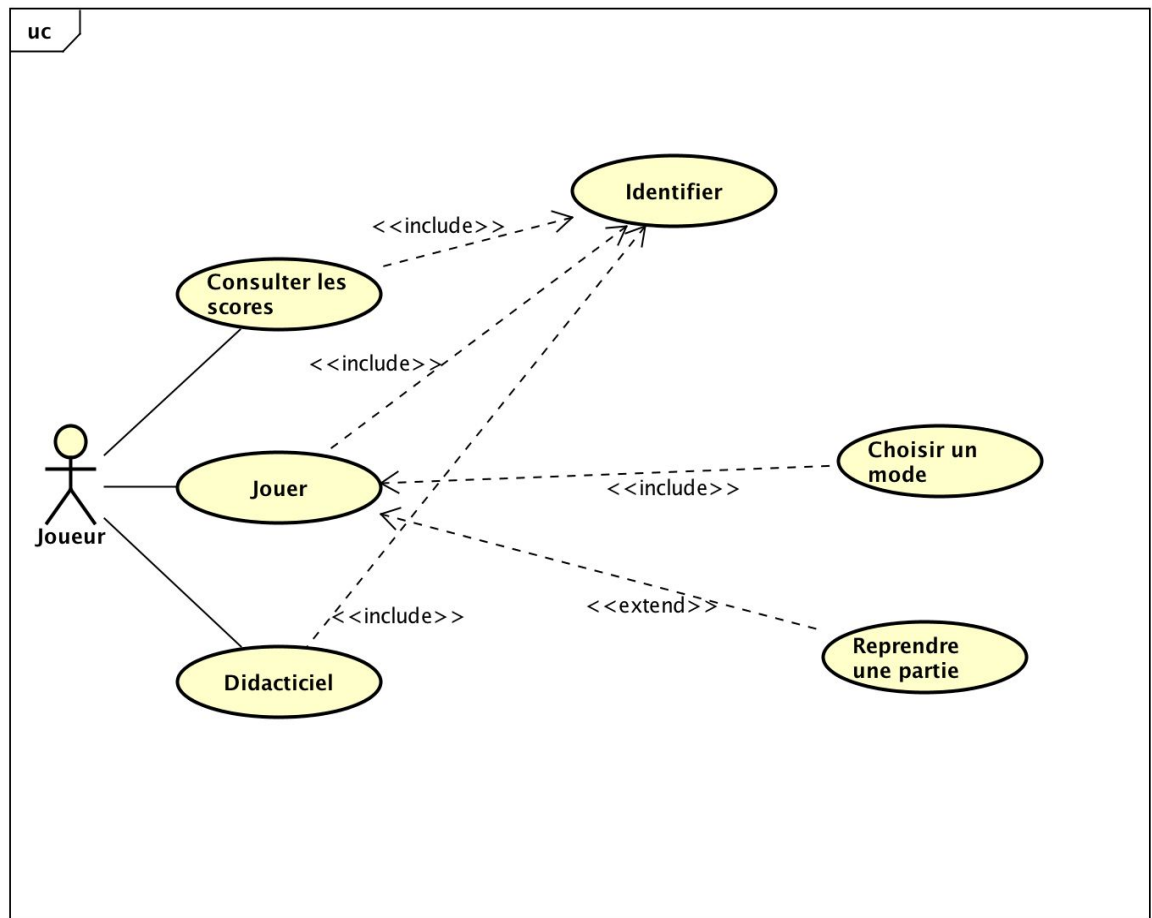 uc
Identifier
<<include>>
Consulter les
scores
<<include>>
Choisir un
mode
Jouer
<<include>>
Joueur
<<extend>>
<<include>>
Reprendre
une partie
Didacticiel